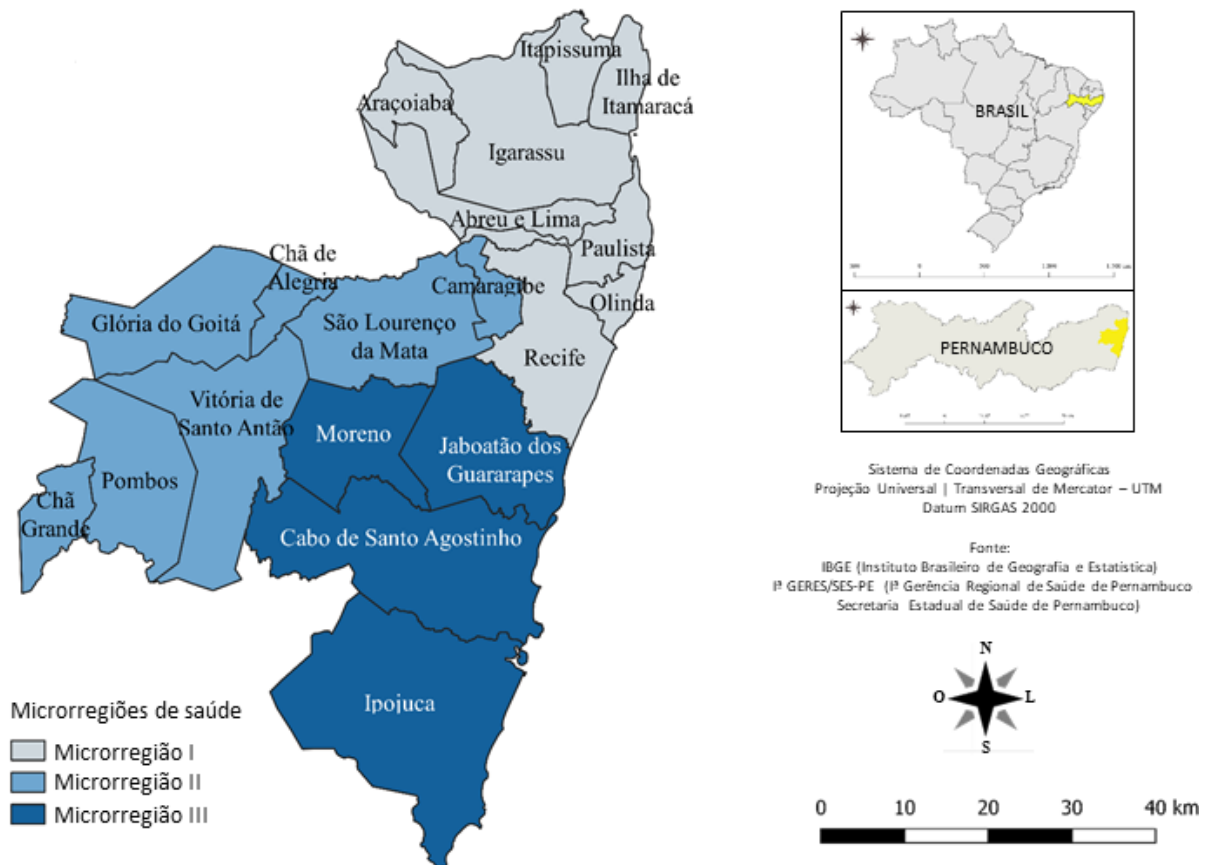 Itapissuma
Ilha de
Itamaracá
Araçoiaba
Igarassu
Abreu e Lima
Paulista
Olinda
Recife
Chã de
Alegria
Camaragibe
Glória do Goitá
São Lourenço
da Mata
Vitória de
Santo Antão
Pombos
Chã
Grande
Moreno
Jaboatão dos
Guararapes
Cabo de Santo Agostinho
Ipojuca
Microrregiões de saúde
Microrregião I
Microrregião II
Microrregião III
BRASIL
PERNAMBUCO
Sistema de Coordenadas Geográficas
Projeção Universal | Transversal de Mercator – UTM
Datum SIRGAS 2000
Fonte:
IBGE (Instituto Brasileiro de Geografia e Estatística)
Iª GERES/SES-PE (Iª Gerência Regional de Saúde de Pernambuco
Secretaria Estadual de Saúde de Pernambuco)
N
O L
S
0 10 20 30 40 km